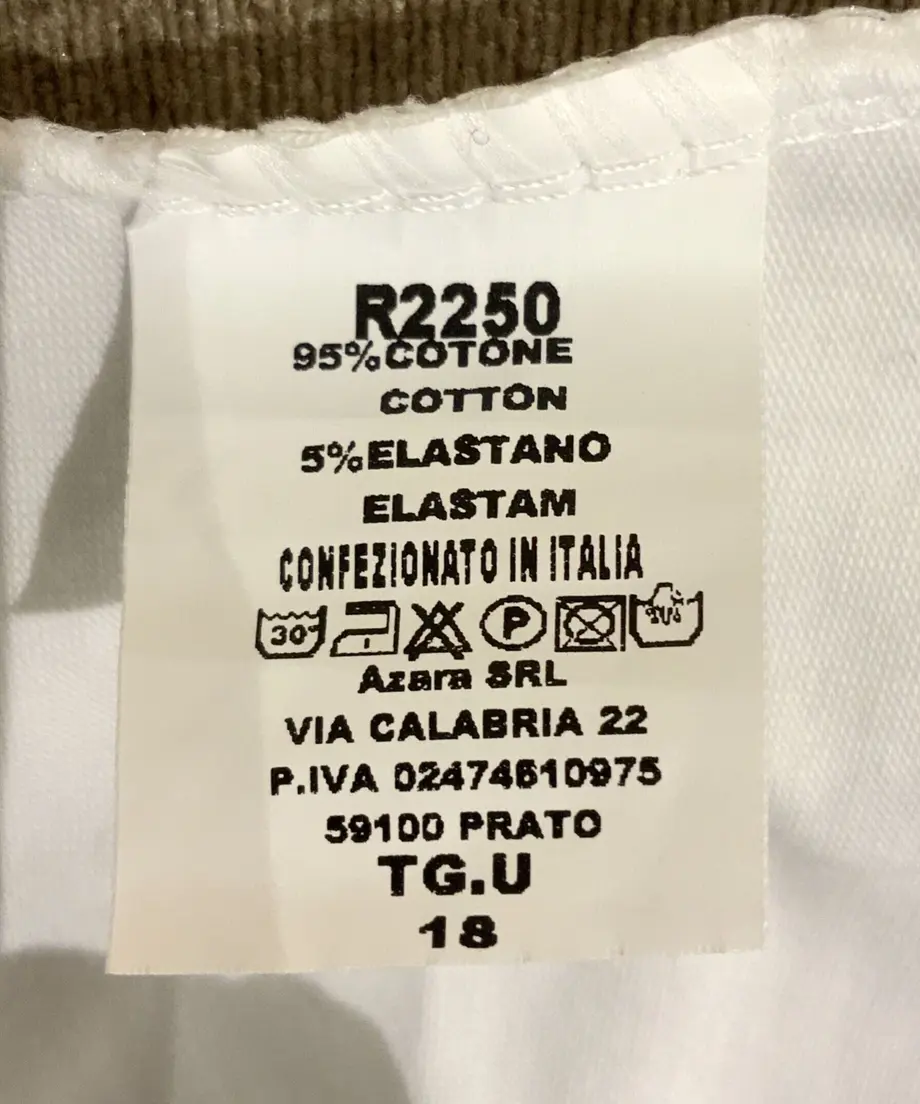 R2250
95%COTONE
COTTON
5%ELASTANO
ELASTAM
CONFEZIONATO IN ITALIA
30° P
Azara SRL
VIA CALABRIA 22
P.IVA 02474610975
59100 PRATO
TG.U
18